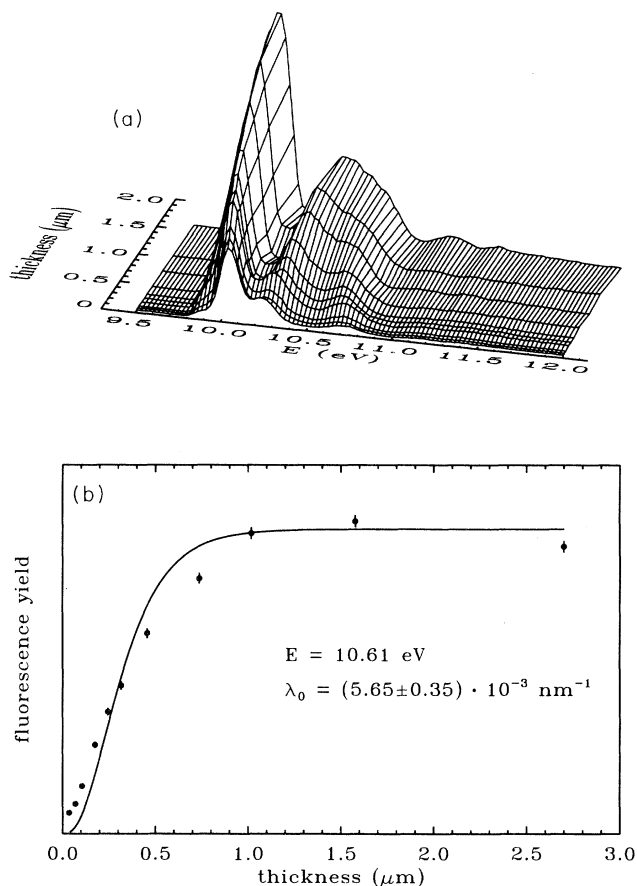 (a)
thickness (μm)
2.0
1.5
1.0
0.5
0
9.5 10.0 10.5 11.0 11.5 12.0
E (eV)
(b)
fluorescence yield
E = 10.61 eV
λ₀ = (5.65±0.35) · 10⁻³ nm⁻¹
0.0 0.5 1.0 1.5 2.0 2.5 3.0
thickness (μm)